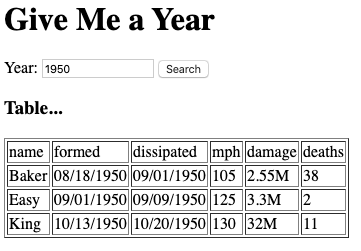 Give Me a Year
Year: 1950 Search
Table...
name formed dissipated mph damage deaths
Baker 08/18/1950 09/01/1950 105 2.55M 38
Easy 09/01/1950 09/09/1950 125 3.3M 2
King 10/13/1950 10/20/1950 130 32M 11